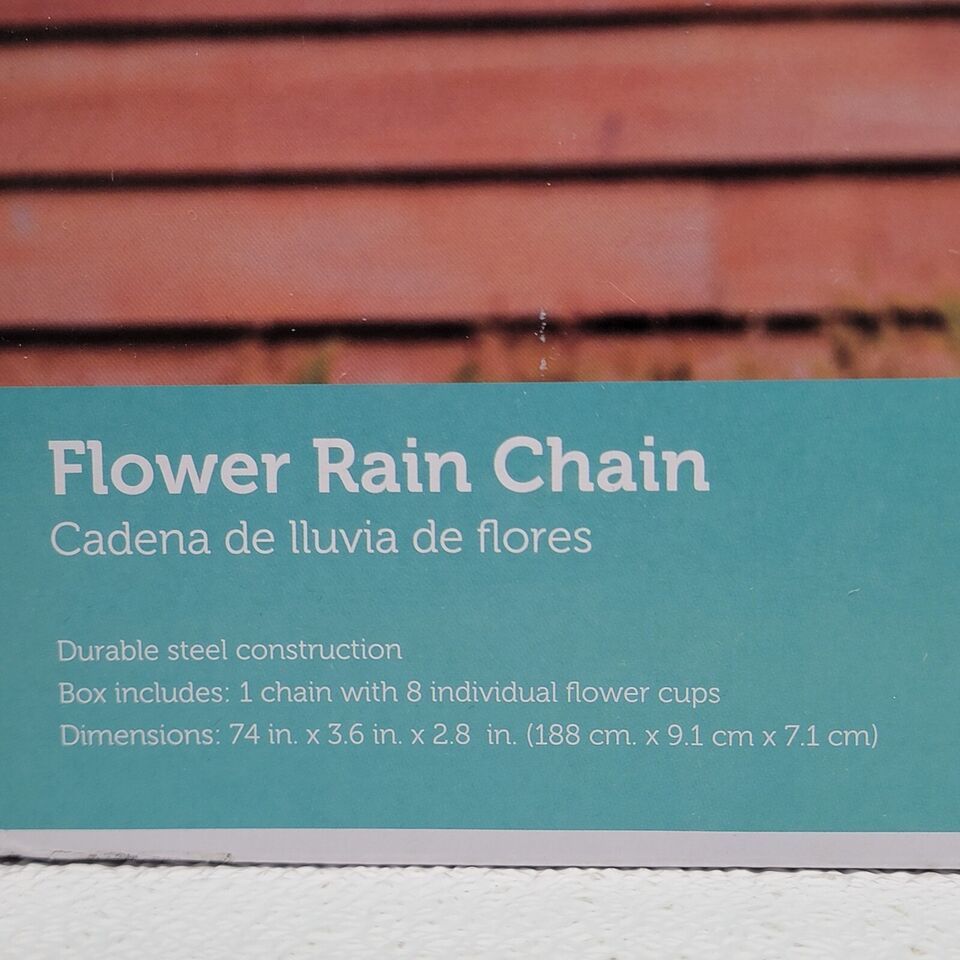 Flower Rain Chain
Cadena de lluvia de flores
Durable steel construction
Box includes: 1 chain with 8 individual flower cups
Dimensions: 74 in. x 3.6 in. x 2.8 in. (188 cm. x 9.1 cm x 7.1 cm)